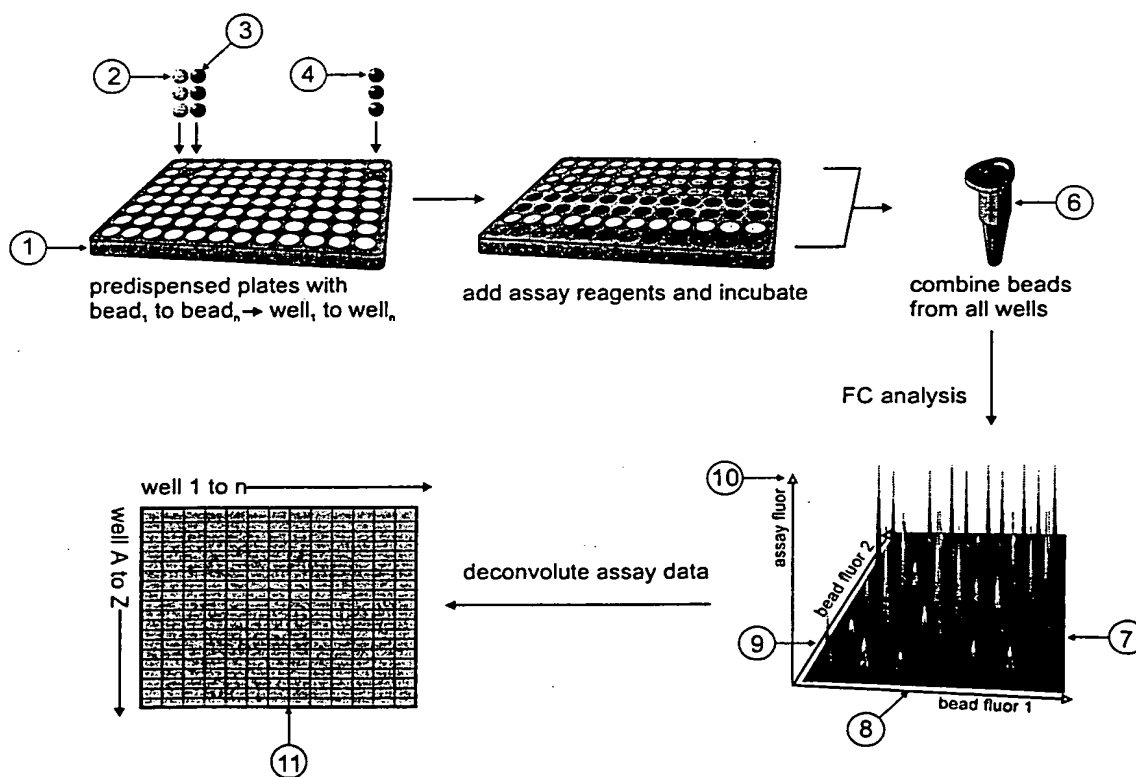 3
2
4
1
6
predispensed plates with
bead₁ to beadₙ→ well₁ to wellₙ
add assay reagents and incubate
combine beads
from all wells
FC analysis
10
well 1 to n
well A to Z
assay fluor
bead fluor 2
deconvolute assay data
9
7
bead fluor 1
8
11